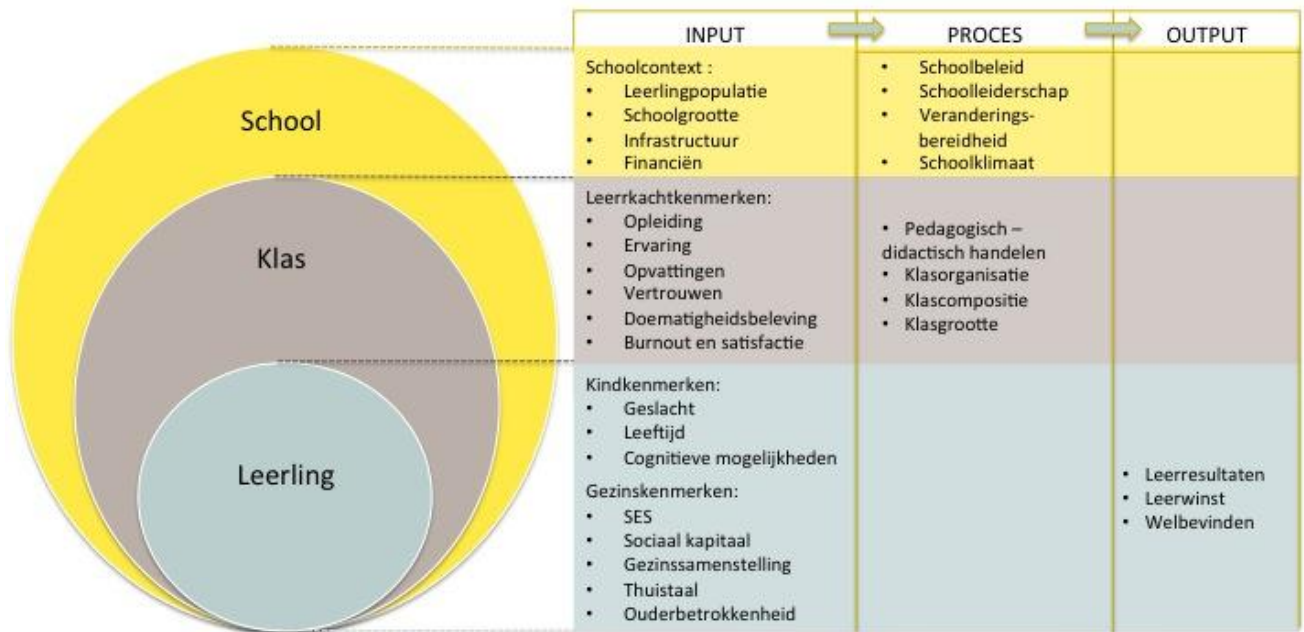 School
Klas
Leerling
INPUT
PROCES
OUTPUT
Schoolcontext :
• Leerlingpopulatie
• Schoolgrootte
• Infrastructuur
• Financiën
• Schoolbeleid
• Schoolleiderschap
• Veranderings-
bereidheid
• Schoolklimaat
Leerrkachtkenmerken:
• Opleiding
• Ervaring
• Opvattingen
• Vertrouwen
• Doematigheidsbeleving
• Burnout en satisfactie
• Pedagogisch –
didactisch handelen
• Klasorganisatie
• Klascompositie
• Klasgrootte
Kindkenmerken:
• Geslacht
• Leeftijd
• Cognitieve mogelijkheden
Gezinskenmerken:
• SES
• Sociaal kapitaal
• Gezinssamenstelling
• Thuistaal
• Ouderbetrokkenheid
• Leerresultaten
• Leerwinst
• Welbevinden